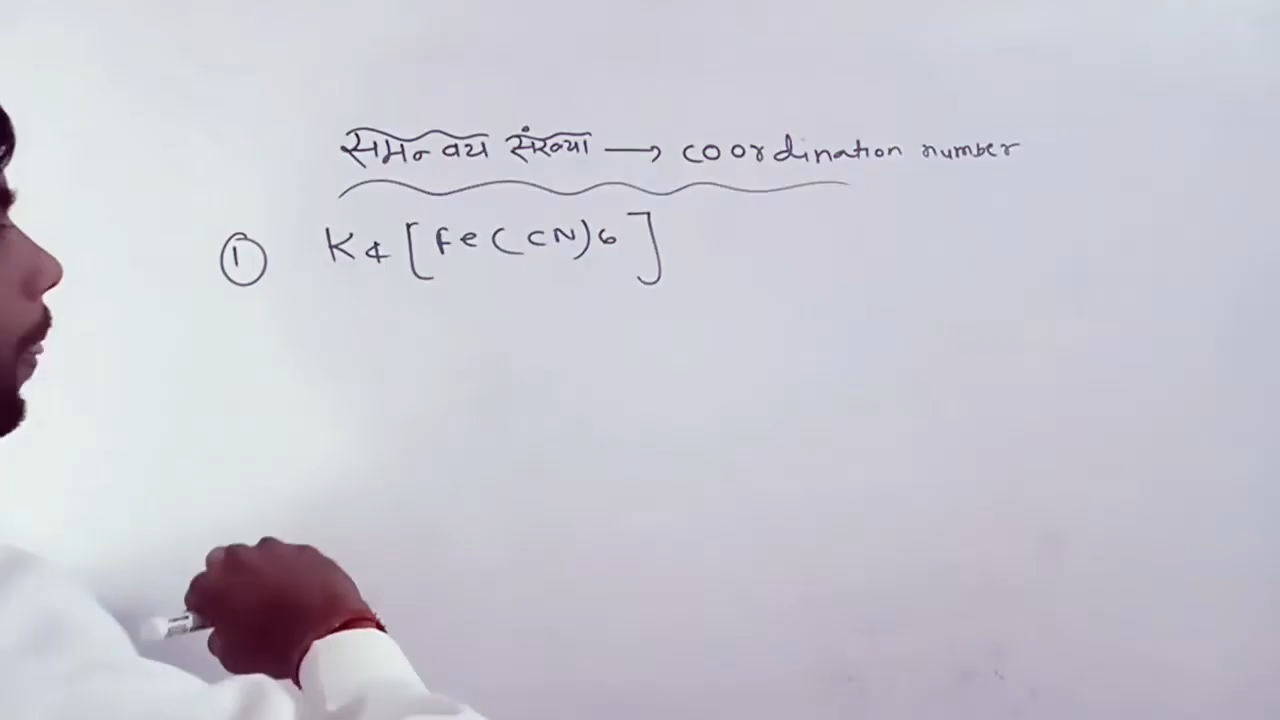 समन्वय संख्या → coordination number
① K4[Fe(CN)6]